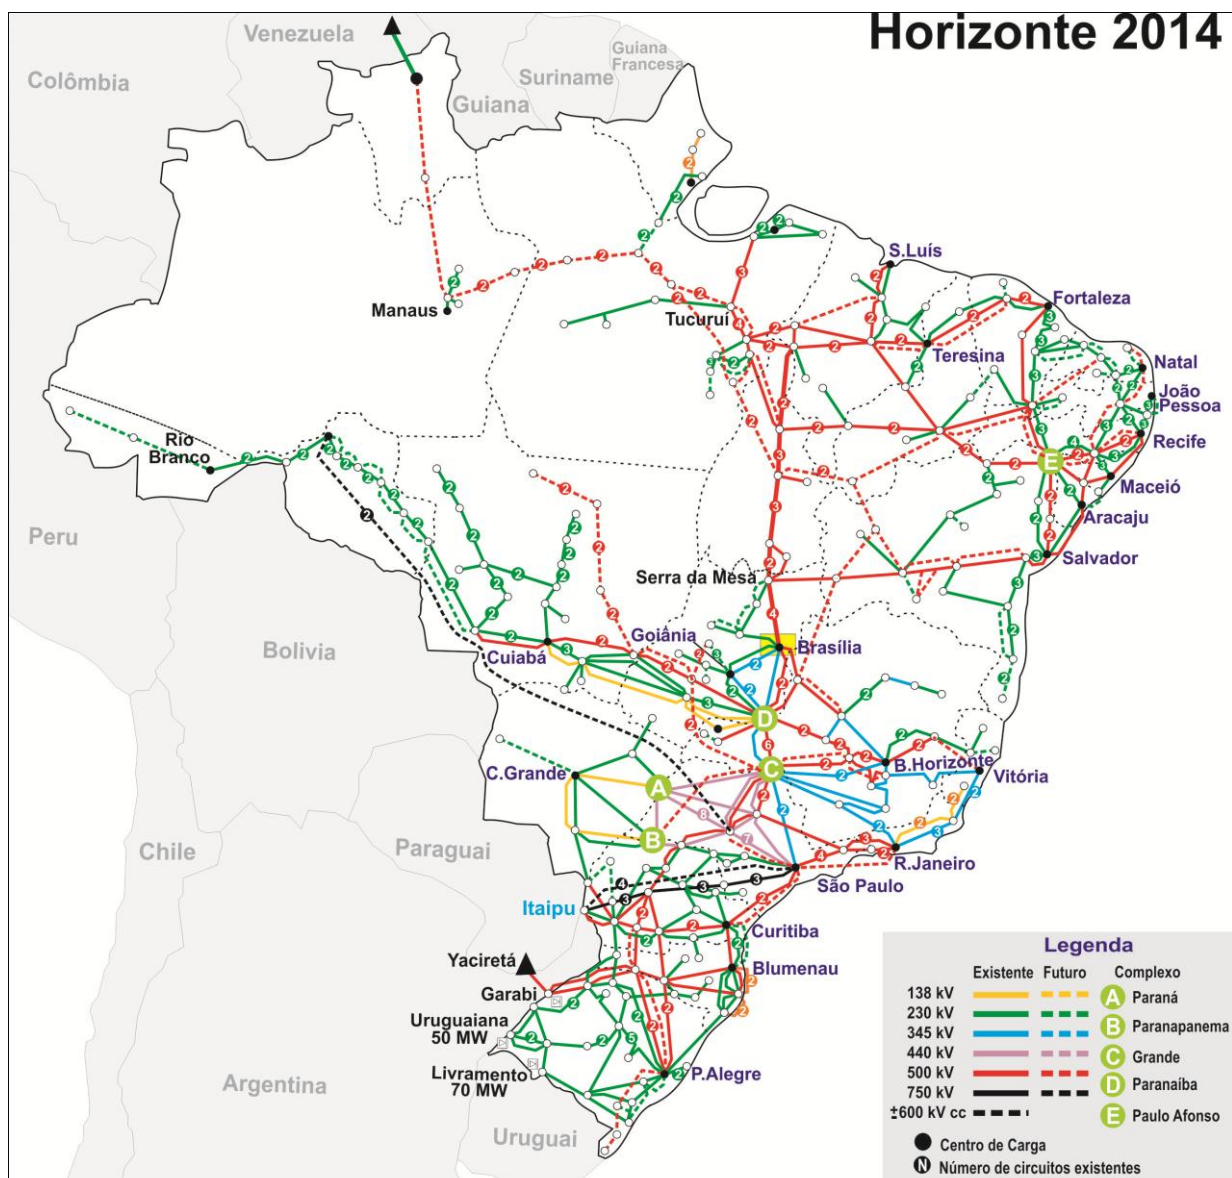 Horizonte 2014
Venezuela
Guiana
Francesa
Colômbia
Suriname
Guiana
S.Luís
Manaus
Tucuruí
Fortaleza
Teresina
Natal
João
Pessoa
Rio
Branco
Recife
Maceió
Aracaju
Peru
Salvador
Serra da Mesa
Bolivia
Cuiabá
Goiânia
Brasília
C.Grande
B.Horizonte
Vitória
Chile
Paraguai
R.Janeiro
São Paulo
Itaipu
Curitiba
Yaciretá
Blumenau
Garabi
Uruguaiana
50 MW
Livramento
70 MW
P.Alegre
Argentina
Uruguai
A
B
C
D
E
Legenda
Existente Futuro Complexo
138 kV A Paraná
230 kV B Paranapanema
345 kV
440 kV C Grande
500 kV D Paranaíba
750 kV
±600 kV cc E Paulo Afonso
Centro de Carga
N Número de circuitos existentes